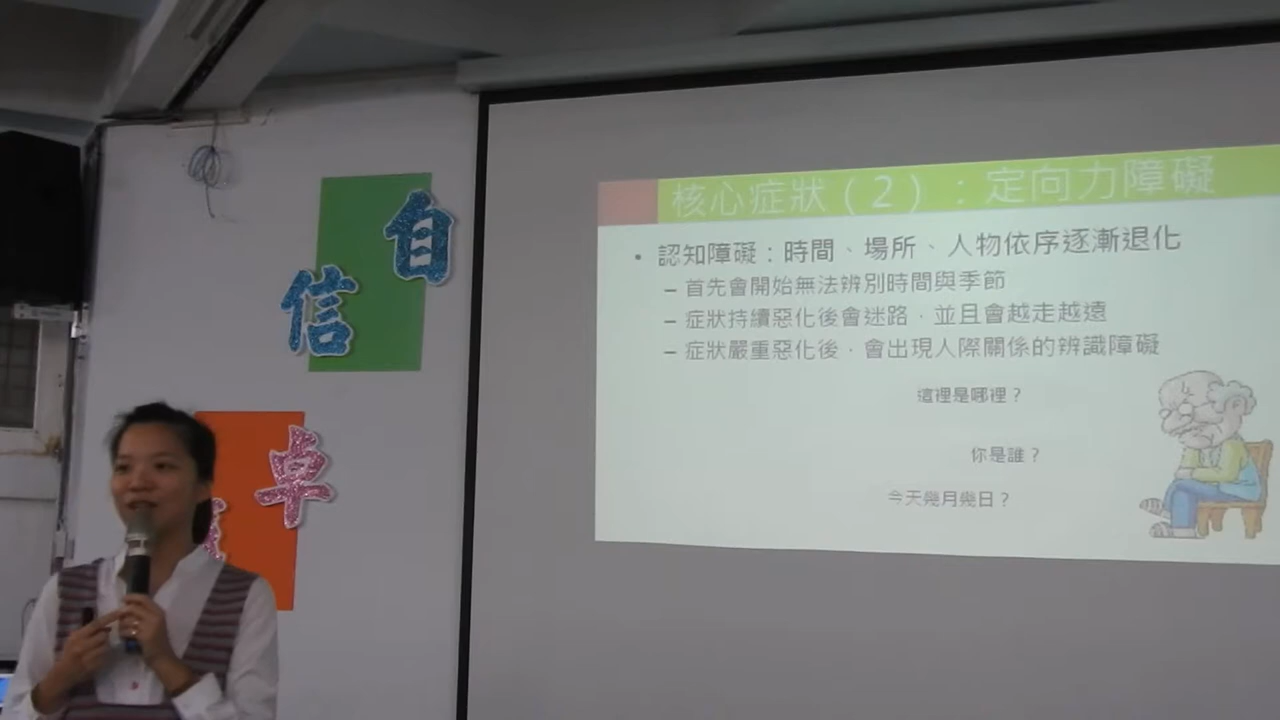 自
信
卓
核心症狀（2）：定向力障礙
• 認知障礙：時間、場所、人物依序逐漸退化
– 首先會開始無法辨別時間與季節
– 症狀持續惡化後會迷路，並且會越走越遠
– 症狀嚴重惡化後，會出現人際關係的辨識障礙
這裡是哪裡？
你是誰？
今天幾月幾日？